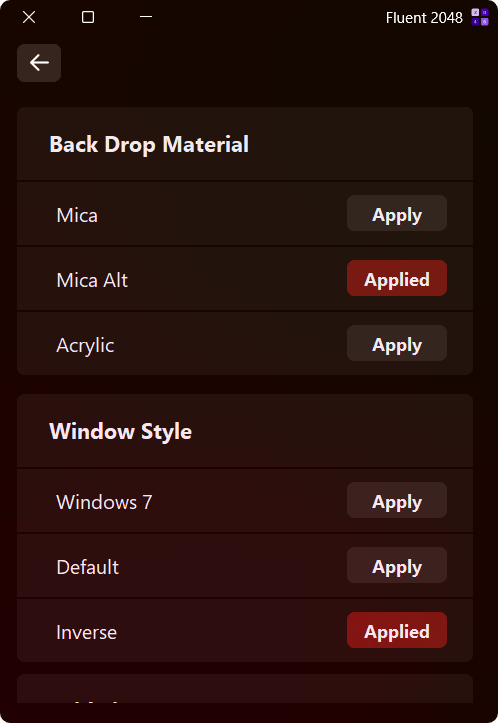 Fluent 2048
Back Drop Material
Mica Apply
Mica Alt Applied
Acrylic Apply
Window Style
Windows 7 Apply
Default Apply
Inverse Applied